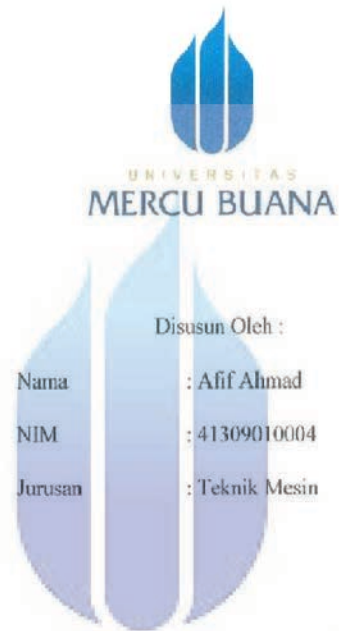 UNIVERSITAS
MERCU BUANA
Disusun Oleh :
Nama : Afif Ahmad
NIM : 41309010004
Jurusan : Teknik Mesin